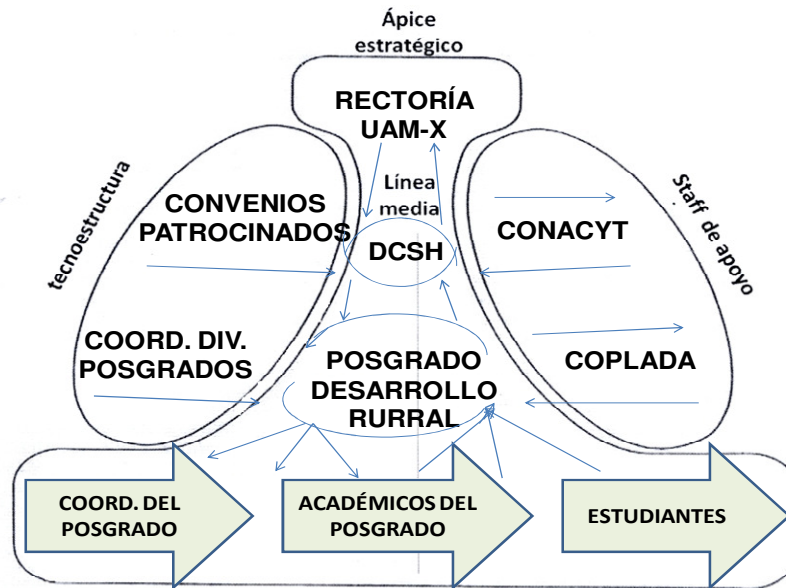 Ápice
estratégico
RECTORÍA
UAM-X
tecnoestructura
Línea
media
Staff de apoyo
CONVENIOS
PATROCINADOS
DCSH
CONACYT
COORD. DIV.
POSGRADOS
POSGRADO
DESARROLLO
RURRAL
COPLADA
COORD. DEL
POSGRADO
ACADÉMICOS DEL
POSGRADO
ESTUDIANTES